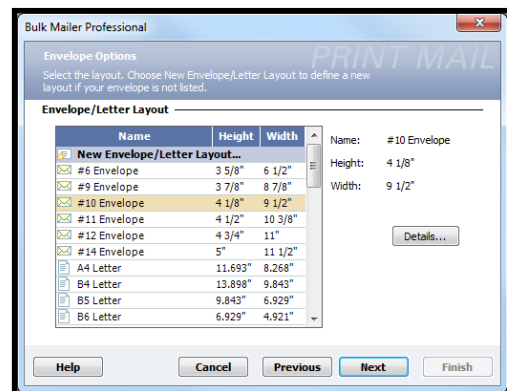 Bulk Mailer Professional
Envelope Options
PRINT MAIL
Select the layout. Choose New Envelope/Letter Layout to define a new
layout if your envelope is not listed.
Envelope/Letter Layout
Name Height Width
New Envelope/Letter Layout...
#6 Envelope 3 5/8" 6 1/2"
#9 Envelope 3 7/8" 8 7/8"
#10 Envelope 4 1/8" 9 1/2"
#11 Envelope 4 1/2" 10 3/8"
#12 Envelope 4 3/4" 11"
#14 Envelope 5" 11 1/2"
A4 Letter 11.693" 8.268"
B4 Letter 13.898" 9.843"
B5 Letter 9.843" 6.929"
B6 Letter 6.929" 4.921"
Name: #10 Envelope
Height: 4 1/8"
Width: 9 1/2"
Details...
Help Cancel Previous Next Finish